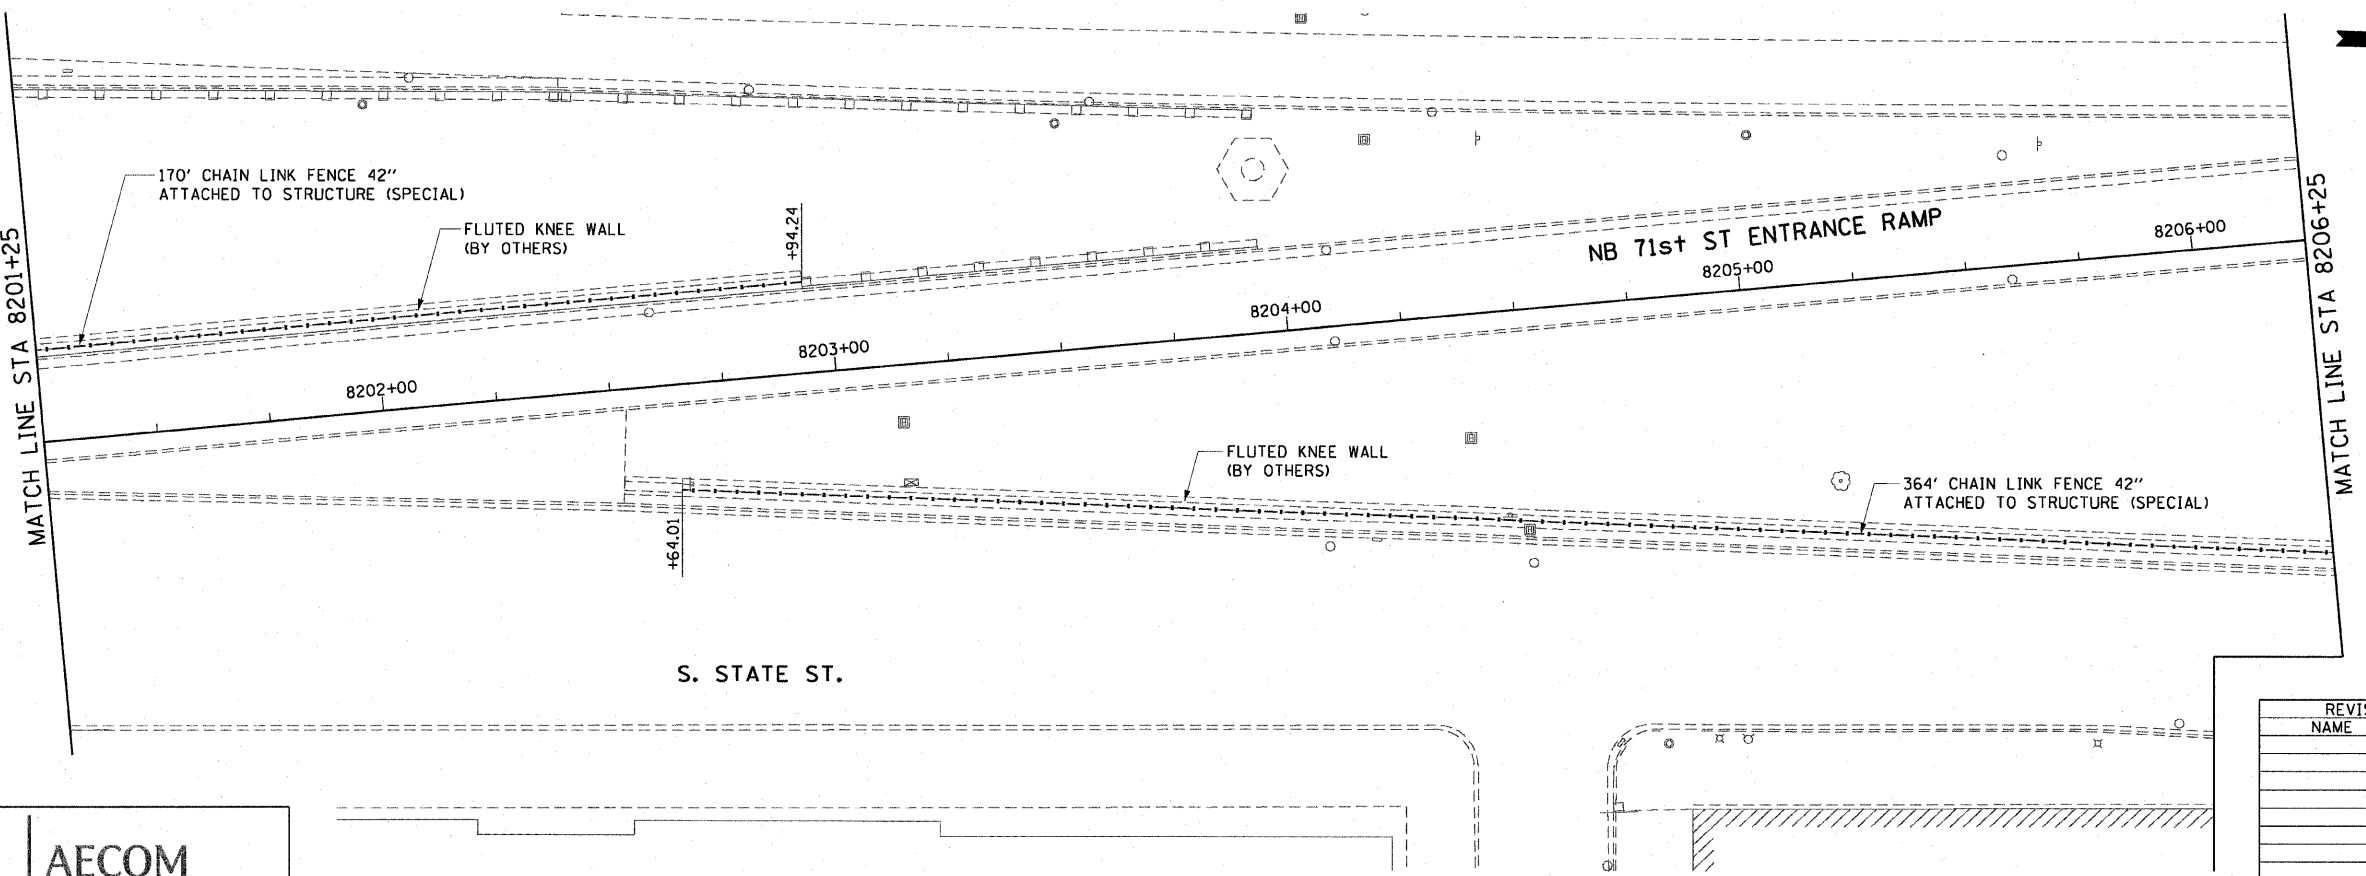 170' CHAIN LINK FENCE 42"
ATTACHED TO STRUCTURE (SPECIAL)
FLUTED KNEE WALL
(BY OTHERS)
+94.24
NB 71st ST ENTRANCE RAMP
8206+00
8205+00
8204+00
8203+00
8202+00
MATCH LINE STA 8201+25
MATCH LINE STA 8206+25
FLUTED KNEE WALL
(BY OTHERS)
364' CHAIN LINK FENCE 42"
ATTACHED TO STRUCTURE (SPECIAL)
+64.01
S. STATE ST.
REVIS
NAME
AECOM